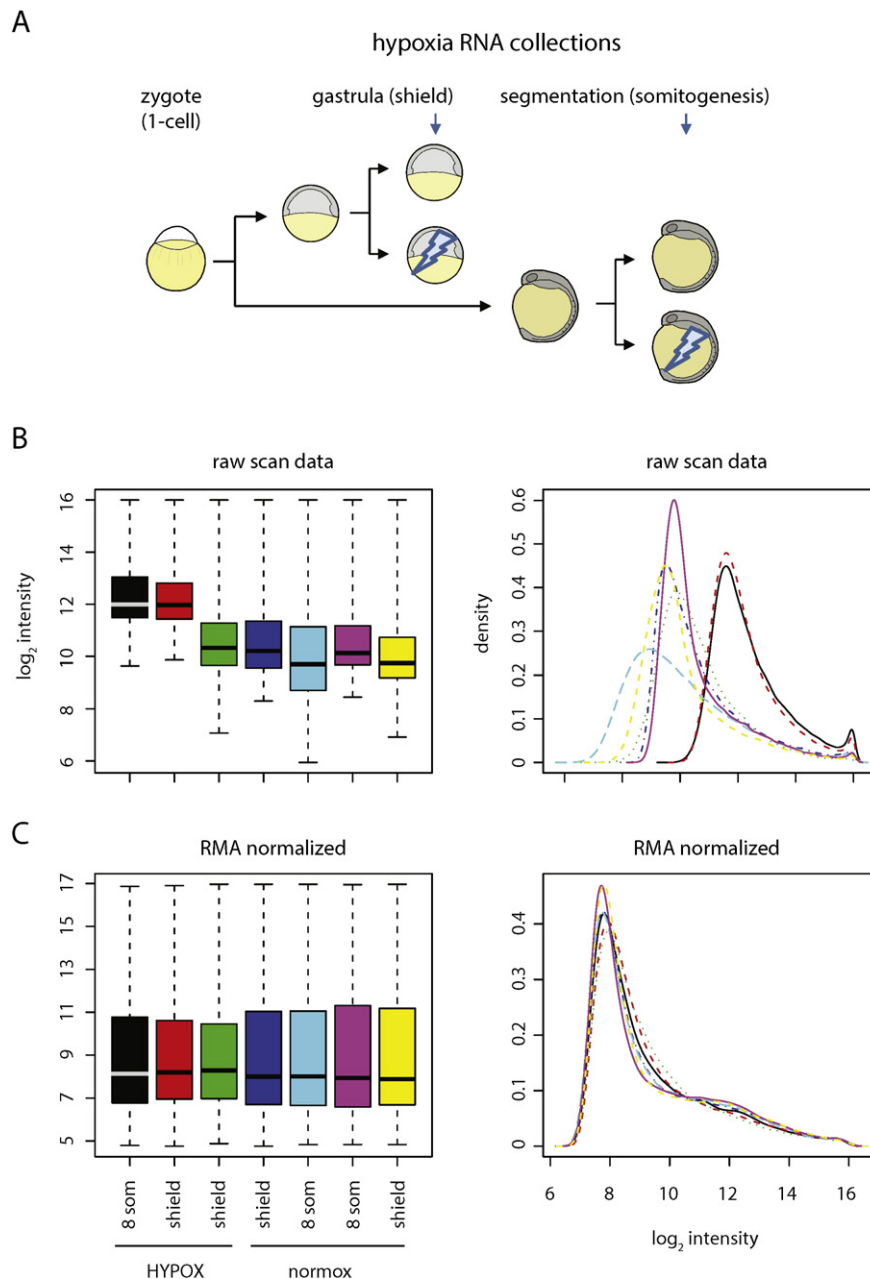 A
hypoxia RNA collections
zygote
(1-cell)
gastrula (shield)
segmentation (somitogenesis)
B
raw scan data
log2 intensity
16
14
12
10
8
6
raw scan data
density
0.6
0.5
0.4
0.3
0.2
0.1
0
C
RMA normalized
17
15
13
11
9
8
7
5
8 som
shield
shield
shield
8 som
8 som
shield
HYPOX
normox
RMA normalized
0.4
0.3
0.2
0.1
0
6
8
10
12
14
16
log2 intensity